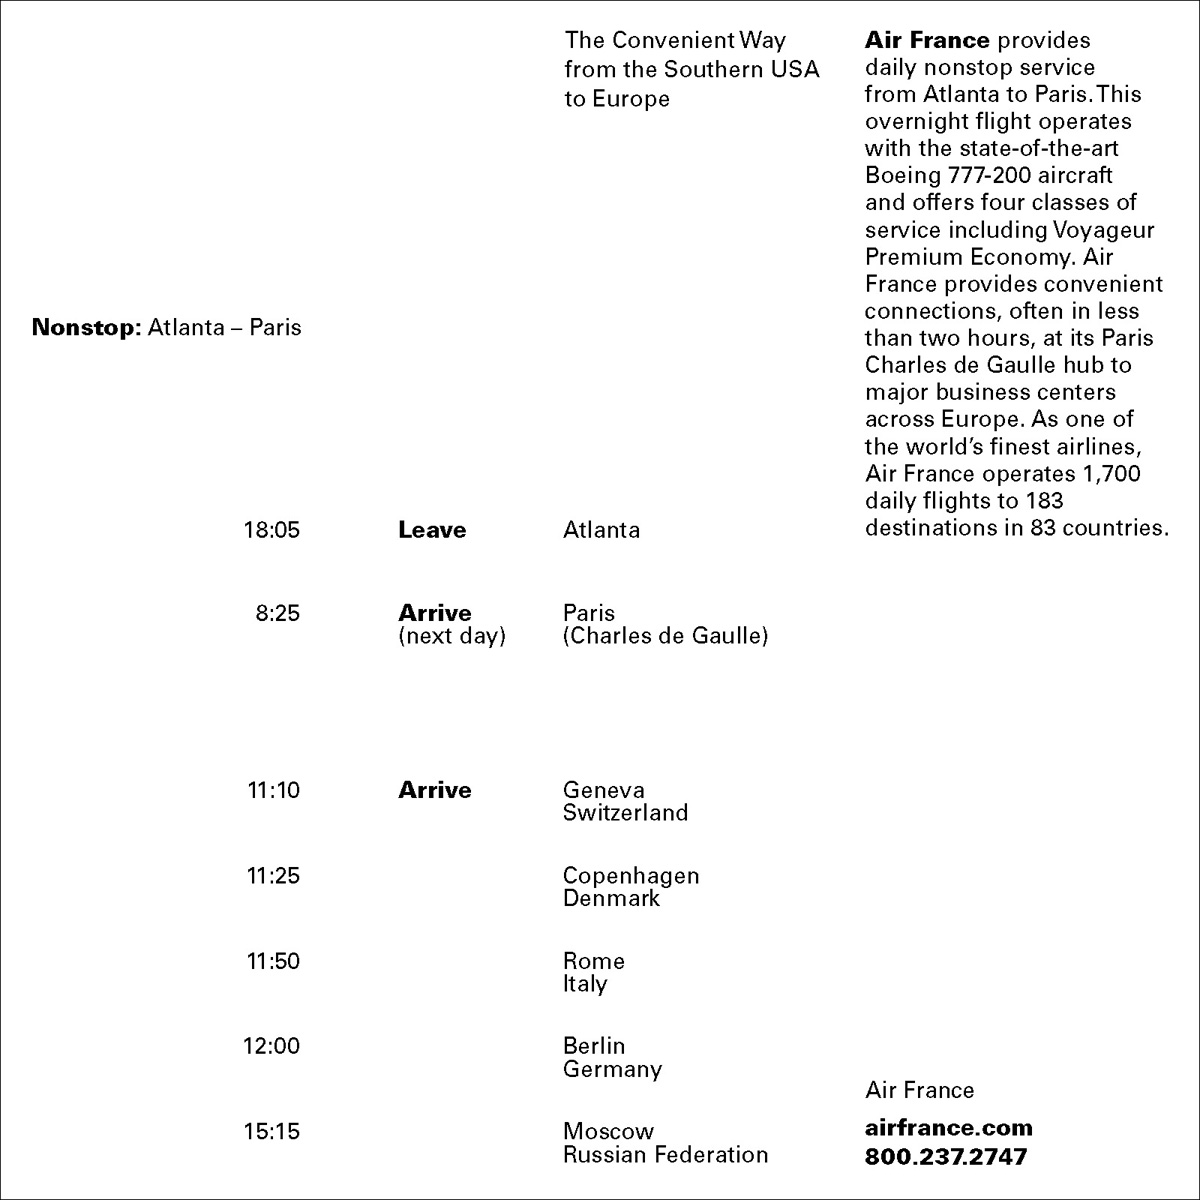 The Convenient Way
from the Southern USA
to Europe
Air France provides
daily nonstop service
from Atlanta to Paris. This
overnight flight operates
with the state-of-the-art
Boeing 777-200 aircraft
and offers four classes of
service including Voyageur
Premium Economy. Air
France provides convenient
connections, often in less
than two hours, at its Paris
Charles de Gaulle hub to
major business centers
across Europe. As one of
the world’s finest airlines,
Air France operates 1,700
daily flights to 183
destinations in 83 countries.
Nonstop: Atlanta – Paris
18:05 Leave Atlanta
8:25 Arrive Paris
(next day) (Charles de Gaulle)
11:10 Arrive Geneva
Switzerland
11:25 Copenhagen
Denmark
11:50 Rome
Italy
12:00 Berlin
Germany
15:15 Moscow
Russian Federation
Air France
airfrance.com
800.237.2747